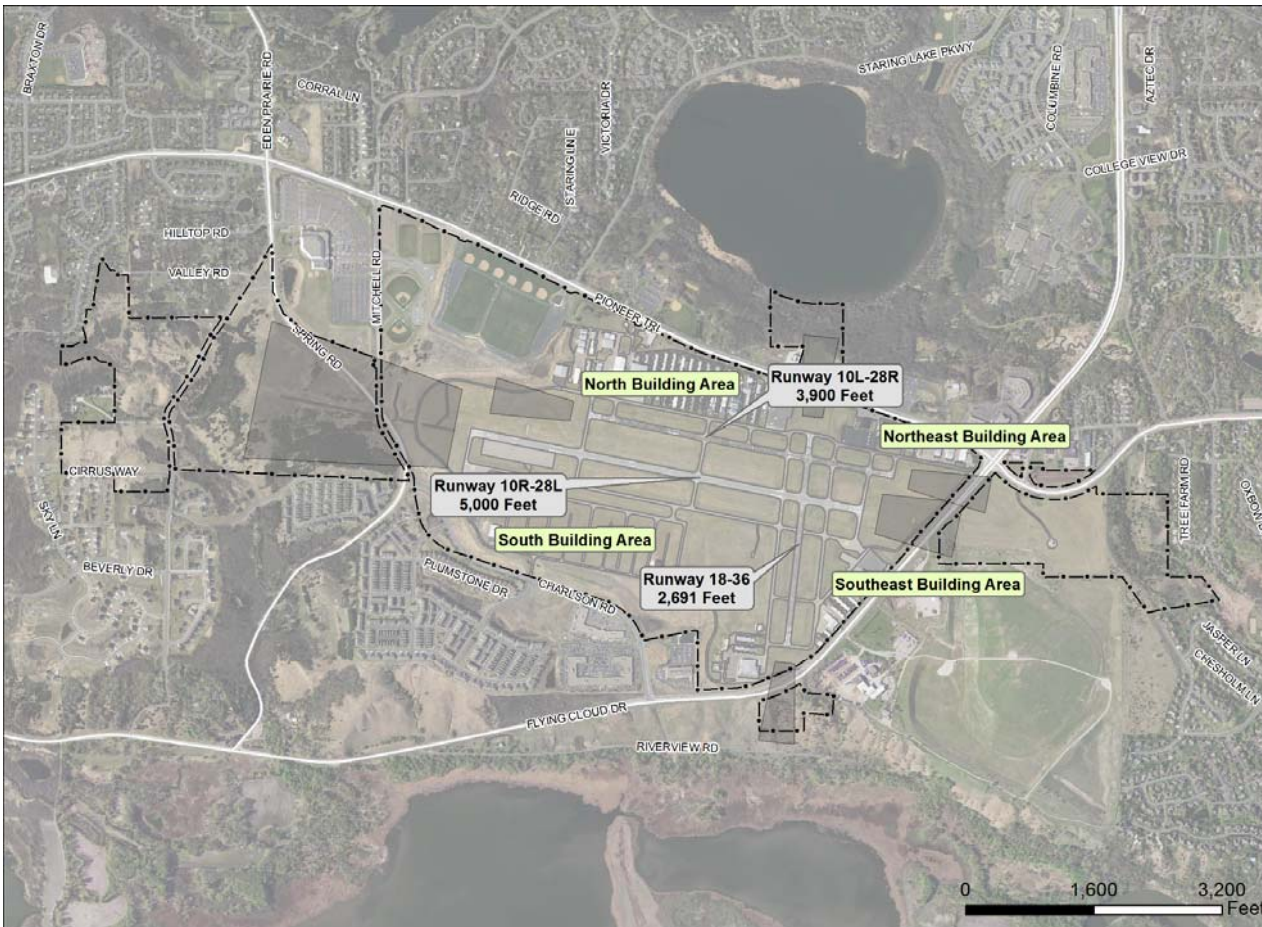 BRAXTON DR
EDEN PRAIRIE RD
CORRAL LN
STARING LN E
VICTORIA DR
STARING LAKE PKWY
COLUMBINE RD
AZTEC DR
COLLEGE VIEW DR
RIDGE RD
HILLTOP RD
VALLEY RD
MITCHELL RD
SPRING RD
PIONEER TRL
North Building Area
Runway 10L-28R
3,900 Feet
Northeast Building Area
CIRRUS WAY
SKY LN
Runway 10R-28L
5,000 Feet
TREE FARM RD
South Building Area
BEVERLY DR
PLUMSTONE DR
CHARLSON RD
Runway 18-36
2,691 Feet
Southeast Building Area
JASPER LN
CHESHOLM LN
FLYING CLOUD DR
RIVERVIEW RD
0 1,600 3,200
Feet